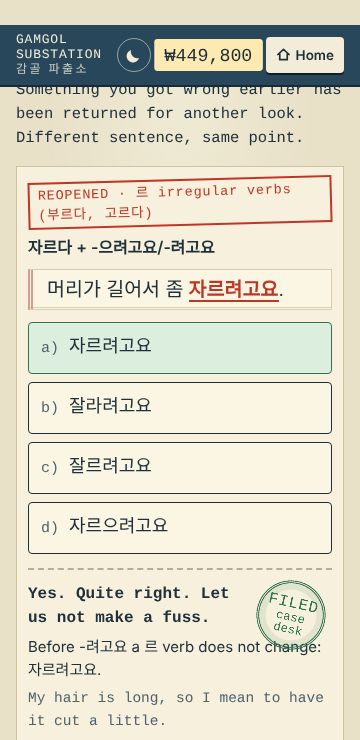 GAMGOL
SUBSTATION
감골 파출소
₩449,800
Home
Something you got wrong earlier has
been returned for another look.
Different sentence, same point.
REOPENED · 르 irregular verbs
(부르다, 고르다)
자르다 + -으려고요/-려고요
머리가 길어서 좀 자르려고요.
a) 자르려고요
b) 잘라려고요
c) 잘르려고요
d) 자르으려고요
Yes. Quite right. Let
us not make a fuss.
FILED
case
desk
Before -려고요 a 르 verb does not change:
자르려고요.
My hair is long, so I mean to have
it cut a little.